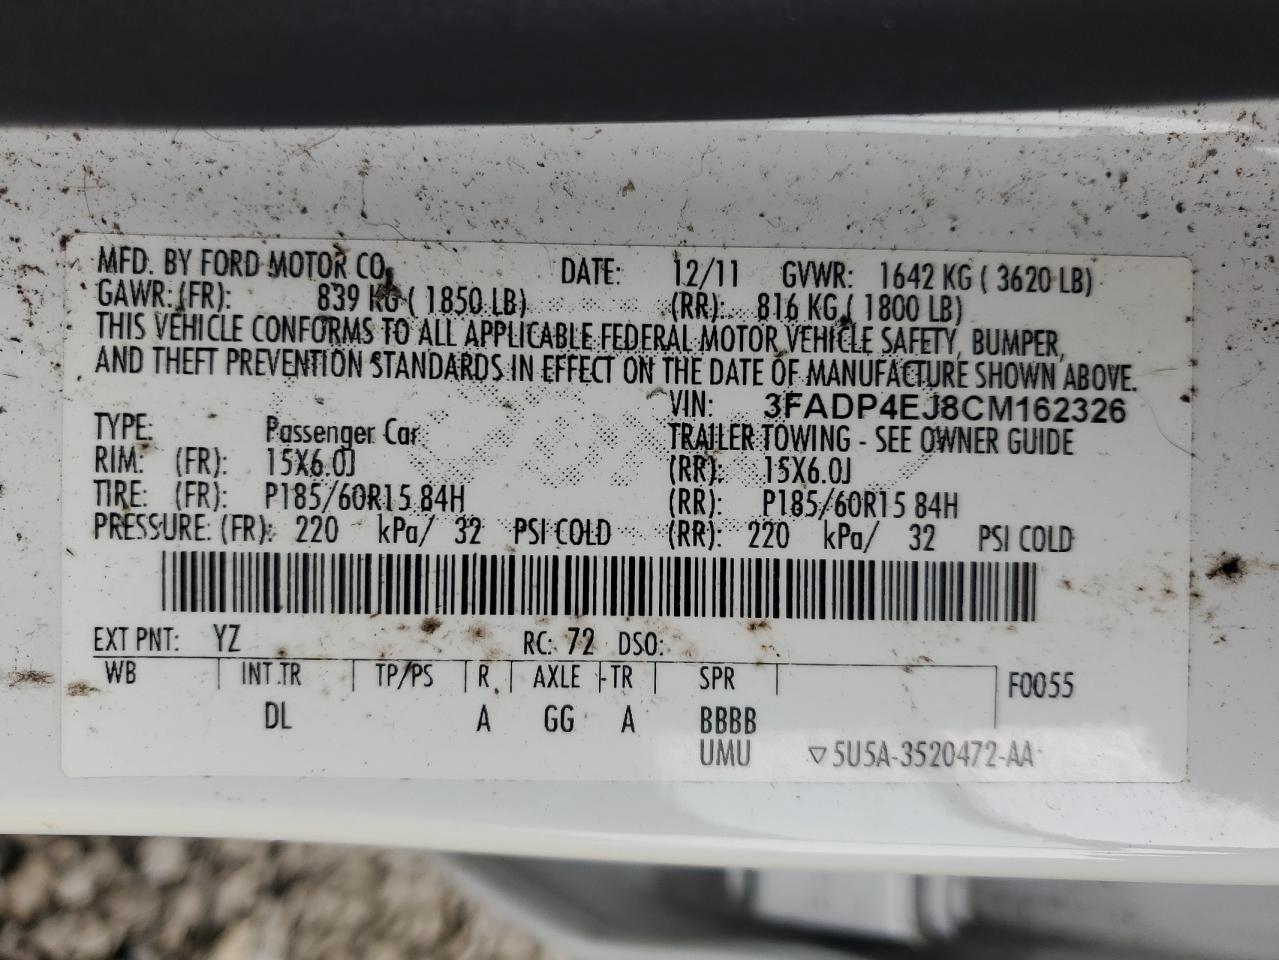 MFD. BY FORD MOTOR CO. DATE: 12/11 GVWR: 1642 KG ( 3620 LB)
GAWR: (FR): 839 KG ( 1850 LB) (RR): 816 KG ( 1800 LB)
THIS VEHICLE CONFORMS TO ALL APPLICABLE FEDERAL MOTOR VEHICLE SAFETY, BUMPER,
AND THEFT PREVENTION STANDARDS IN EFFECT ON THE DATE OF MANUFACTURE SHOWN ABOVE.
VIN: 3FADP4EJ8CM162326
TYPE: Passenger Car TRAILER TOWING - SEE OWNER GUIDE
RIM: (FR): 15X6.0J (RR): 15X6.0J
TIRE: (FR): P185/60R15 84H (RR): P185/60R15 84H
PRESSURE: (FR): 220 kPa/ 32 PSI COLD (RR): 220 kPa/ 32 PSI COLD
EXT PNT: YZ RC: 72 DSO:
WB INT TR TP/PS R AXLE TR SPR F0055
DL A GG A BBBB
UMU ▽5U5A-3520472-AA